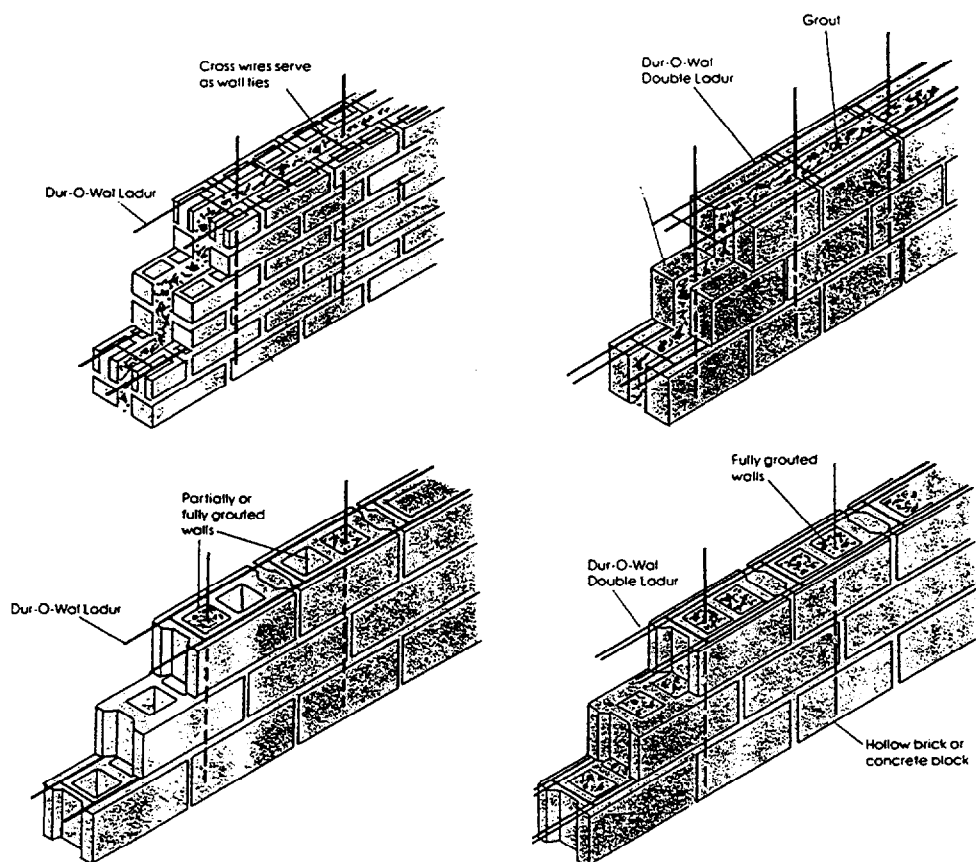 Cross wires serve
as wall ties
Dur-O-Wal Ladur
Grout
Dur-O-Wal
Double Ladur
Partially or
fully grouted
walls
Dur-O-Wal Ladur
Fully grouted
walls
Dur-O-Wal
Double Ladur
Hollow brick or
concrete block